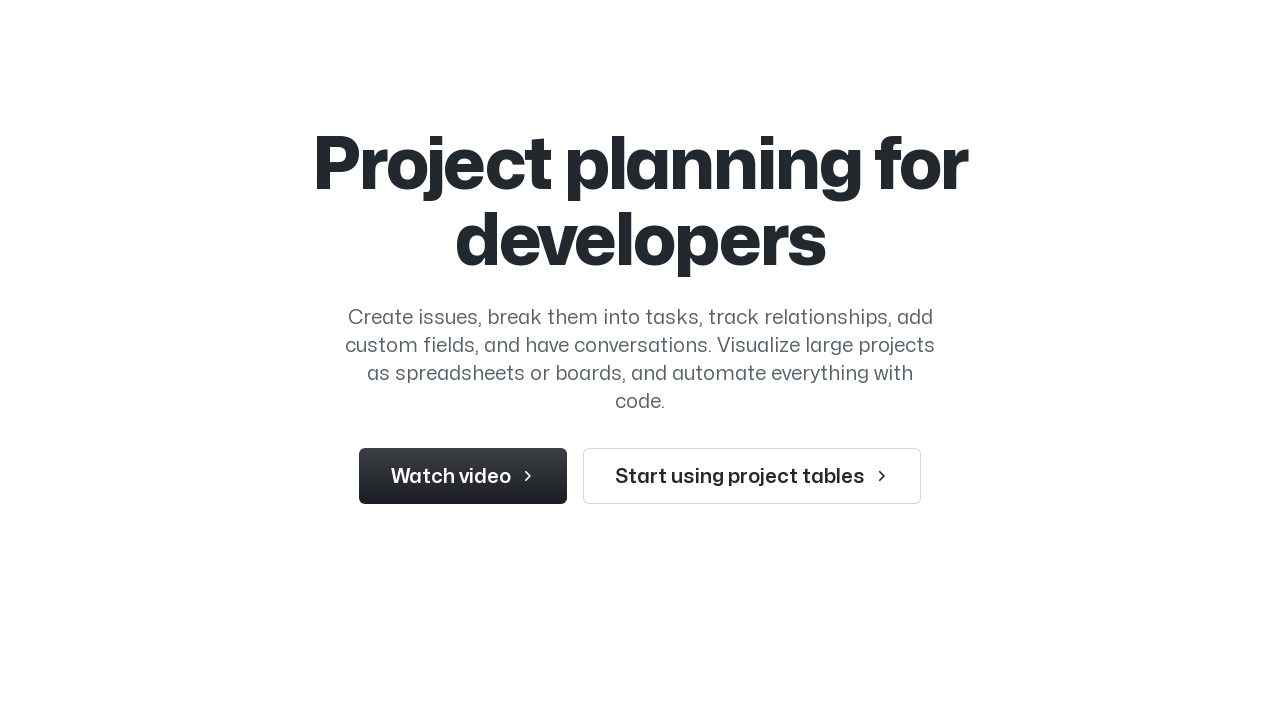 Project planning for
developers
Create issues, break them into tasks, track relationships, add
custom fields, and have conversations. Visualize large projects
as spreadsheets or boards, and automate everything with
code.
Watch video
Start using project tables